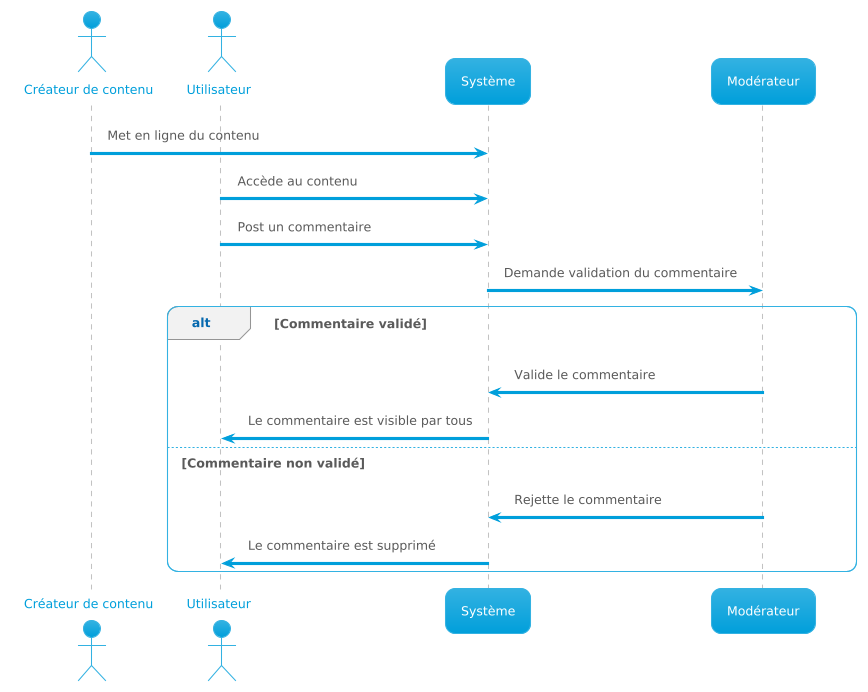 Créateur de contenu
Utilisateur
Système
Modérateur
Met en ligne du contenu
Accède au contenu
Post un commentaire
Demande validation du commentaire
alt
[Commentaire validé]
Valide le commentaire
Le commentaire est visible par tous
[Commentaire non validé]
Rejette le commentaire
Le commentaire est supprimé
Créateur de contenu
Utilisateur
Système
Modérateur